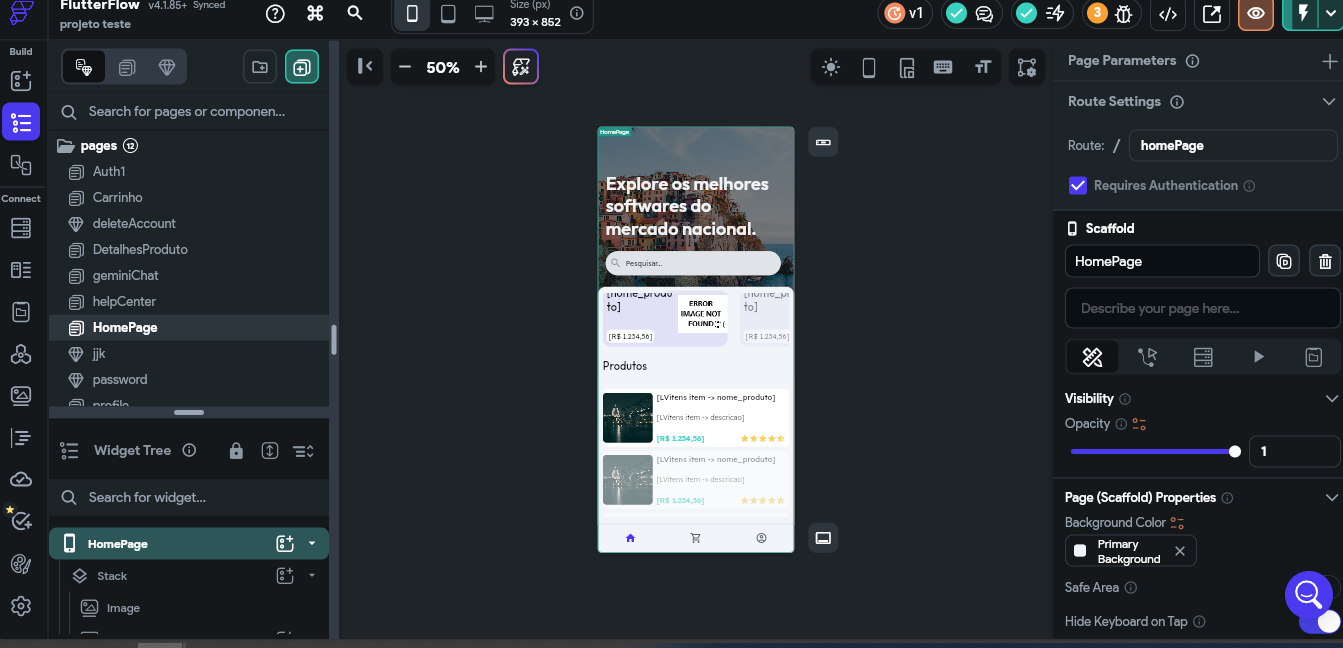 FlutterFlow v4.1.85+ Synced
projeto teste
Size (px)
393 × 852
v1
3
Build
Connect
50%
Search for pages or componen...
pages 12
Auth1
Carrinho
deleteAccount
DetalhesProduto
geminiChat
helpCenter
HomePage
jjk
password
profile
Widget Tree
Search for widget...
HomePage
Stack
Image
HomePage
Explore os melhores
softwares do
mercado nacional.
Pesquisar...
[home_produ
to]
ERROR
IMAGE NOT
FOUND
[R$ 1.234,56]
[home_p
to]
[R$ 1.234,56]
Produtos
[LVitens item -> nome_produto]
[LVitens item -> descricao]
[R$ 1.234,56]
[LVitens item -> nome_produto]
[LVitens item -> descricao]
[R$ 1.234,56]
Page Parameters
Route Settings
Route: / homePage
Requires Authentication
Scaffold
HomePage
Describe your page here...
Visibility
Opacity
1
Page (Scaffold) Properties
Background Color
Primary
Background
Safe Area
Hide Keyboard on Tap